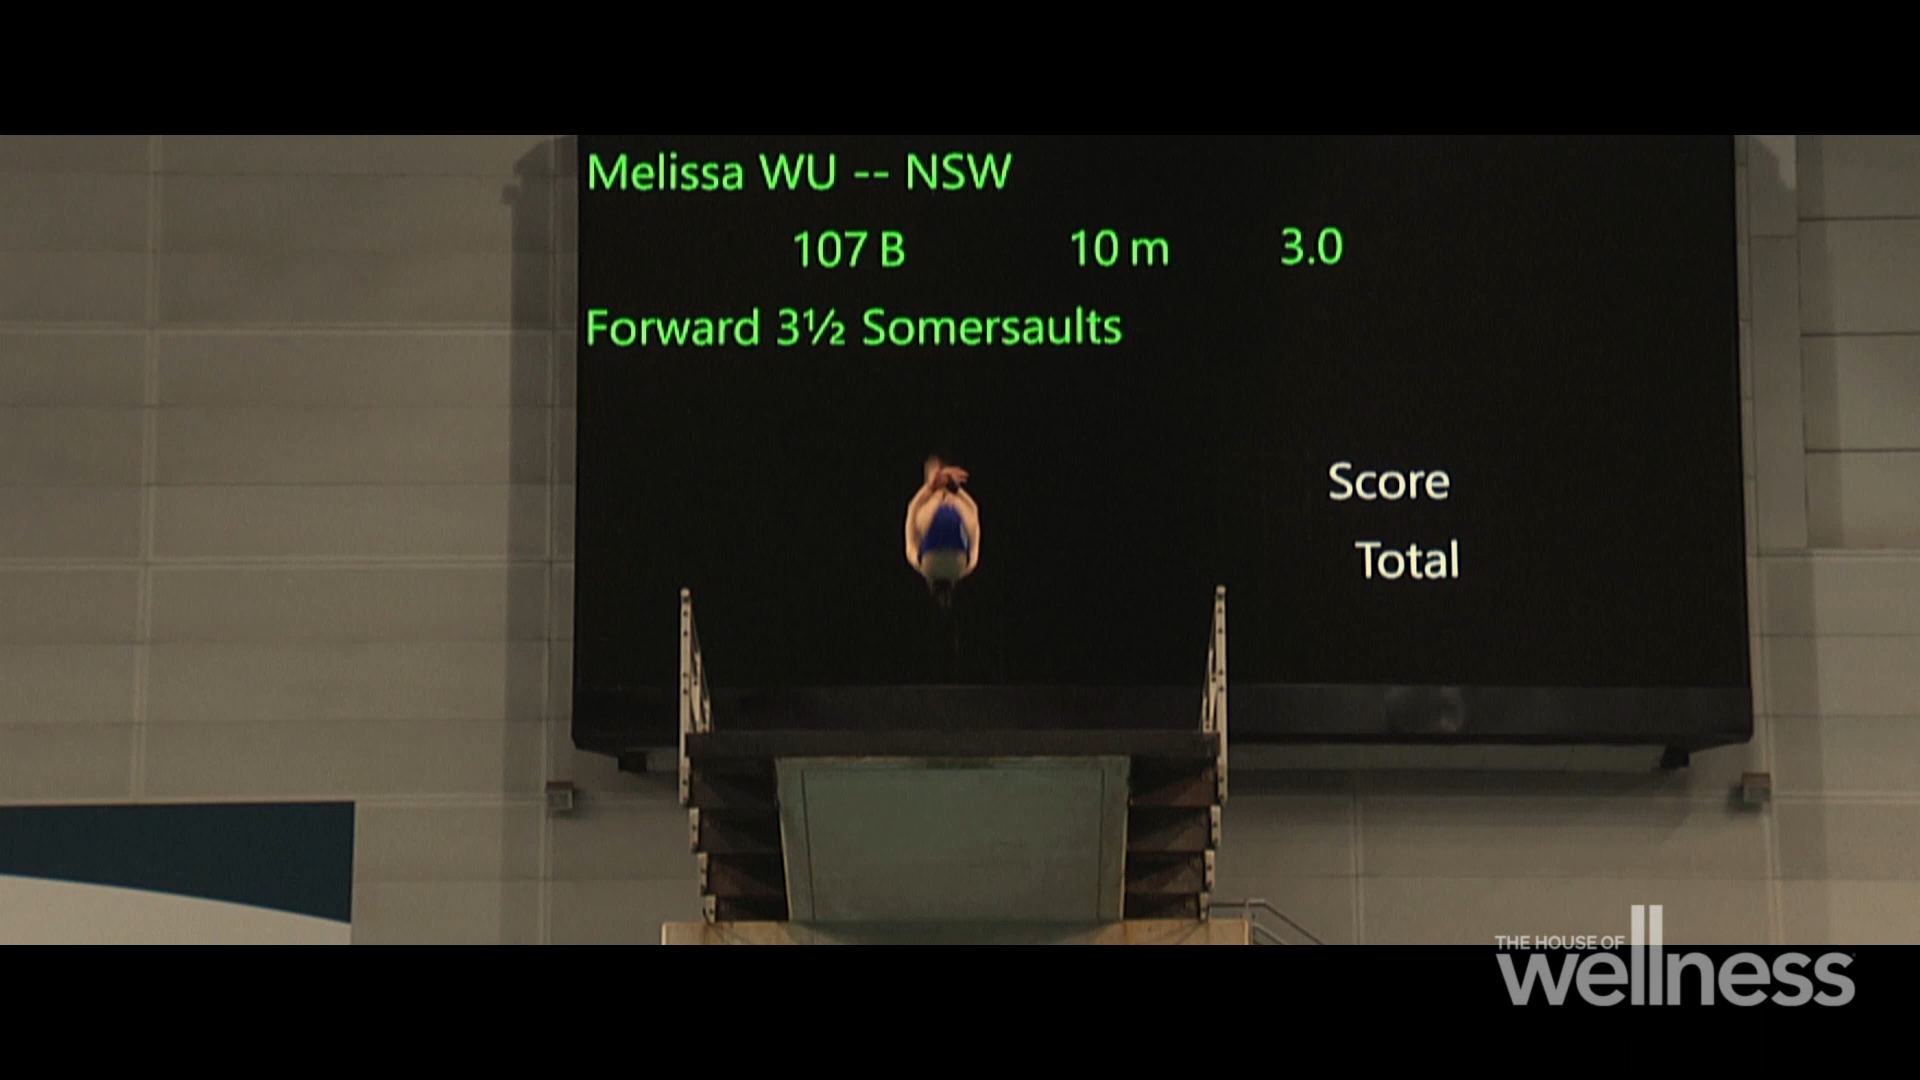 Melissa WU -- NSW
107 B 10 m 3.0
Forward 3½ Somersaults
Score
Total
THE HOUSE OF
wellness